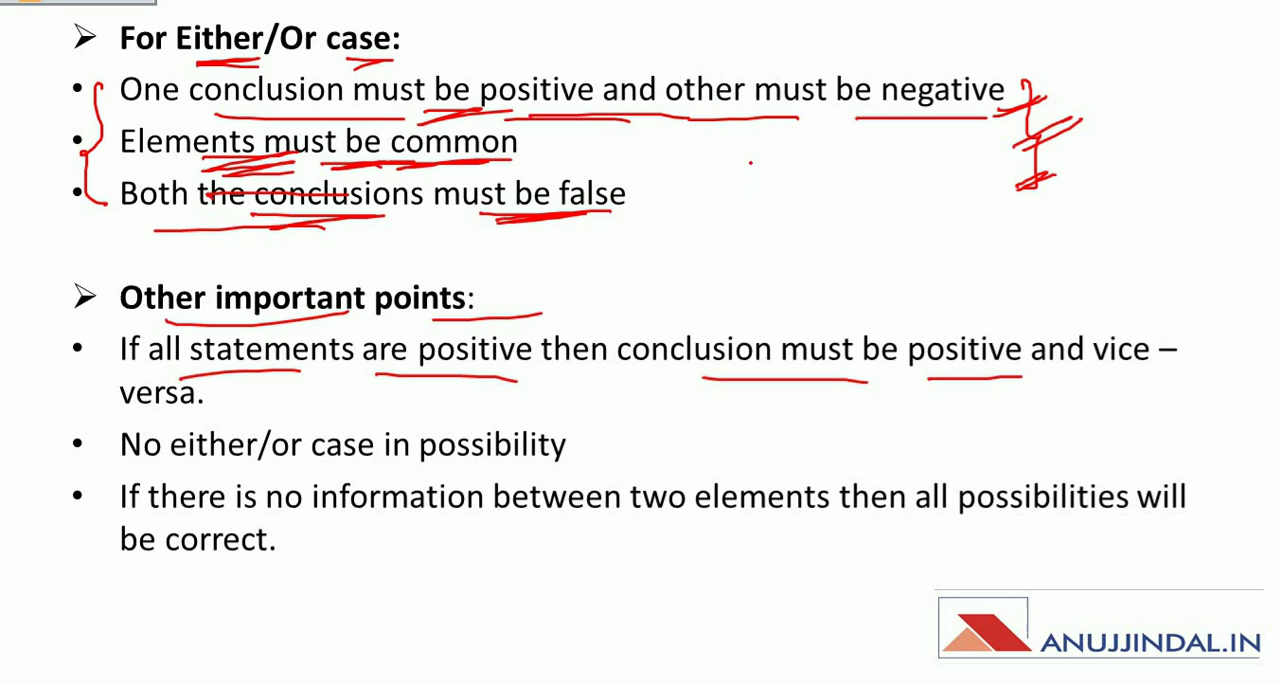 For Either/Or case:
One conclusion must be positive and other must be negative
Elements must be common
Both the conclusions must be false
Other important points:
If all statements are positive then conclusion must be positive and vice –
versa.
No either/or case in possibility
If there is no information between two elements then all possibilities will
be correct.
ANUJJINDAL.IN